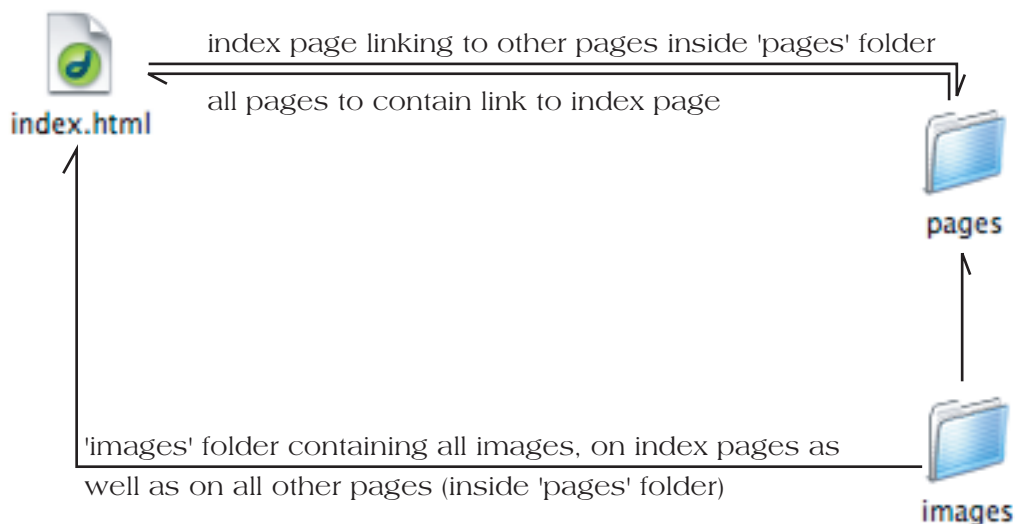 index page linking to other pages inside 'pages' folder
all pages to contain link to index page
index.html
pages
'images' folder containing all images, on index pages as
well as on all other pages (inside 'pages' folder)
images